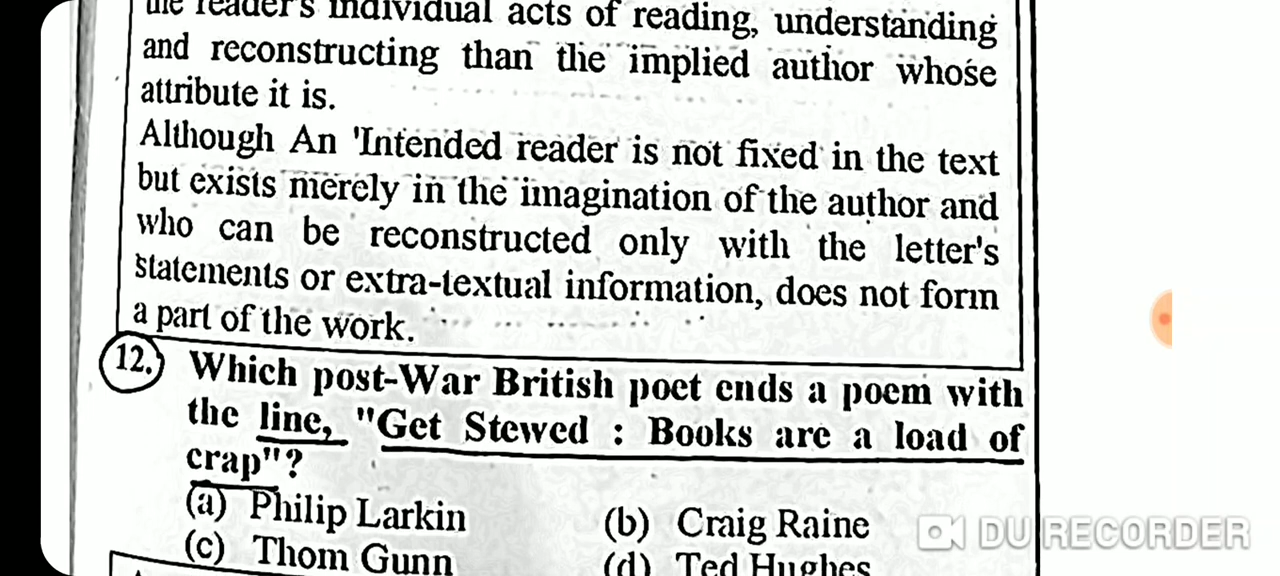 the reader's individual acts of reading, understanding
and reconstructing than the implied author whose
attribute it is.
Although An 'Intended reader is not fixed in the text
but exists merely in the imagination of the author and
who can be reconstructed only with the letter's
statements or extra-textual information, does not form
a part of the work.
12. Which post-War British poet ends a poem with
the line, "Get Stewed : Books are a load of
crap"?
(a) Philip Larkin (b) Craig Raine
(c) Thom Gunn (d) Ted Hughes
DU RECORDER